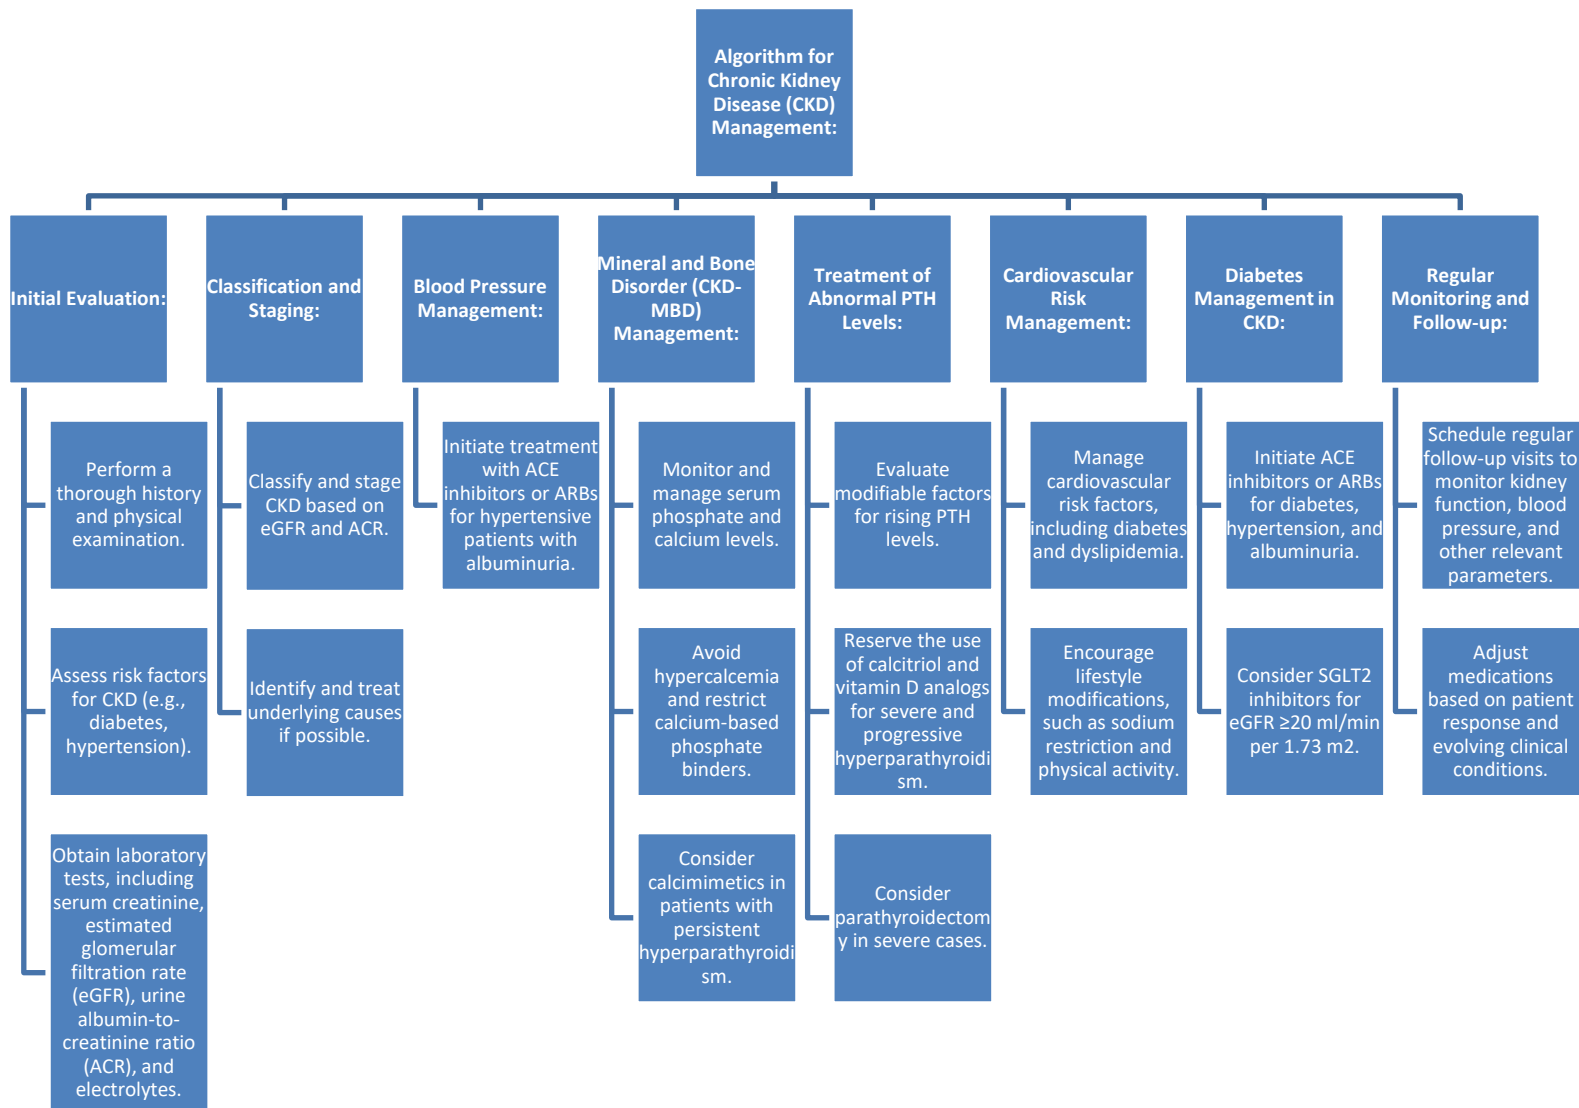 Algorithm for
Chronic Kidney
Disease (CKD)
Management:
Initial Evaluation:
Perform a
thorough history
and physical
examination.
Assess risk factors
for CKD (e.g.,
diabetes,
hypertension).
Obtain laboratory
tests, including
serum creatinine,
estimated
glomerular
filtration rate
(eGFR), urine
albumin-to-
creatinine ratio
(ACR), and
electrolytes.
Classification and
Staging:
Classify and stage
CKD based on
eGFR and ACR.
Identify and treat
underlying causes
if possible.
Blood Pressure
Management:
Initiate treatment
with ACE
inhibitors or ARBs
for hypertensive
patients with
albuminuria.
Mineral and Bone
Disorder (CKD-
MBD)
Management:
Monitor and
manage serum
phosphate and
calcium levels.
Avoid
hypercalcemia
and restrict
calcium-based
phosphate
binders.
Consider
calcimimetics in
patients with
persistent
hyperparathyroidi
sm.
Treatment of
Abnormal PTH
Levels:
Evaluate
modifiable factors
for rising PTH
levels.
Reserve the use
of calcitriol and
vitamin D analogs
for severe and
progressive
hyperparathyroidi
sm.
Consider
parathyroidectom
y in severe cases.
Cardiovascular
Risk
Management:
Manage
cardiovascular
risk factors,
including diabetes
and dyslipidemia.
Encourage
lifestyle
modifications,
such as sodium
restriction and
physical activity.
Diabetes
Management in
CKD:
Initiate ACE
inhibitors or ARBs
for diabetes,
hypertension, and
albuminuria.
Consider SGLT2
inhibitors for
eGFR ≥20 ml/min
per 1.73 m2.
Regular
Monitoring and
Follow-up:
Schedule regular
follow-up visits to
monitor kidney
function, blood
pressure, and
other relevant
parameters.
Adjust
medications
based on patient
response and
evolving clinical
conditions.